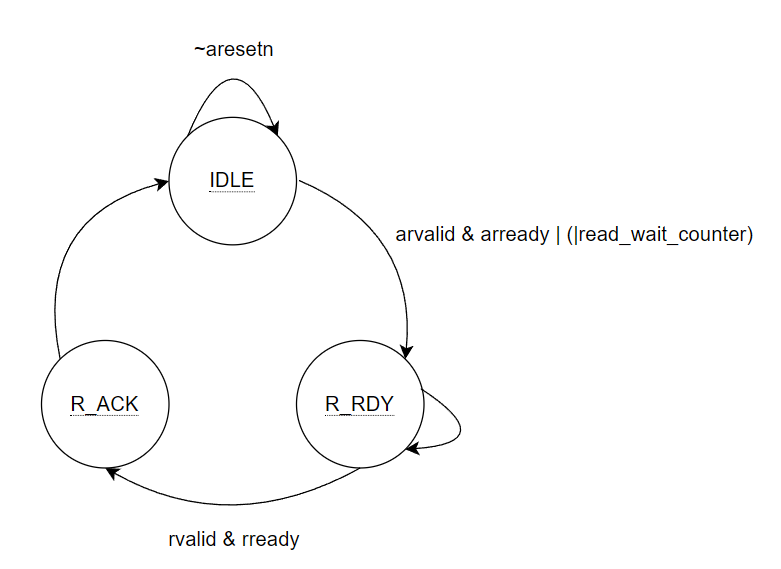 ~aresetn
IDLE
arvalid & arready | (|read_wait_counter)
R_ACK
R_RDY
rvalid & rready